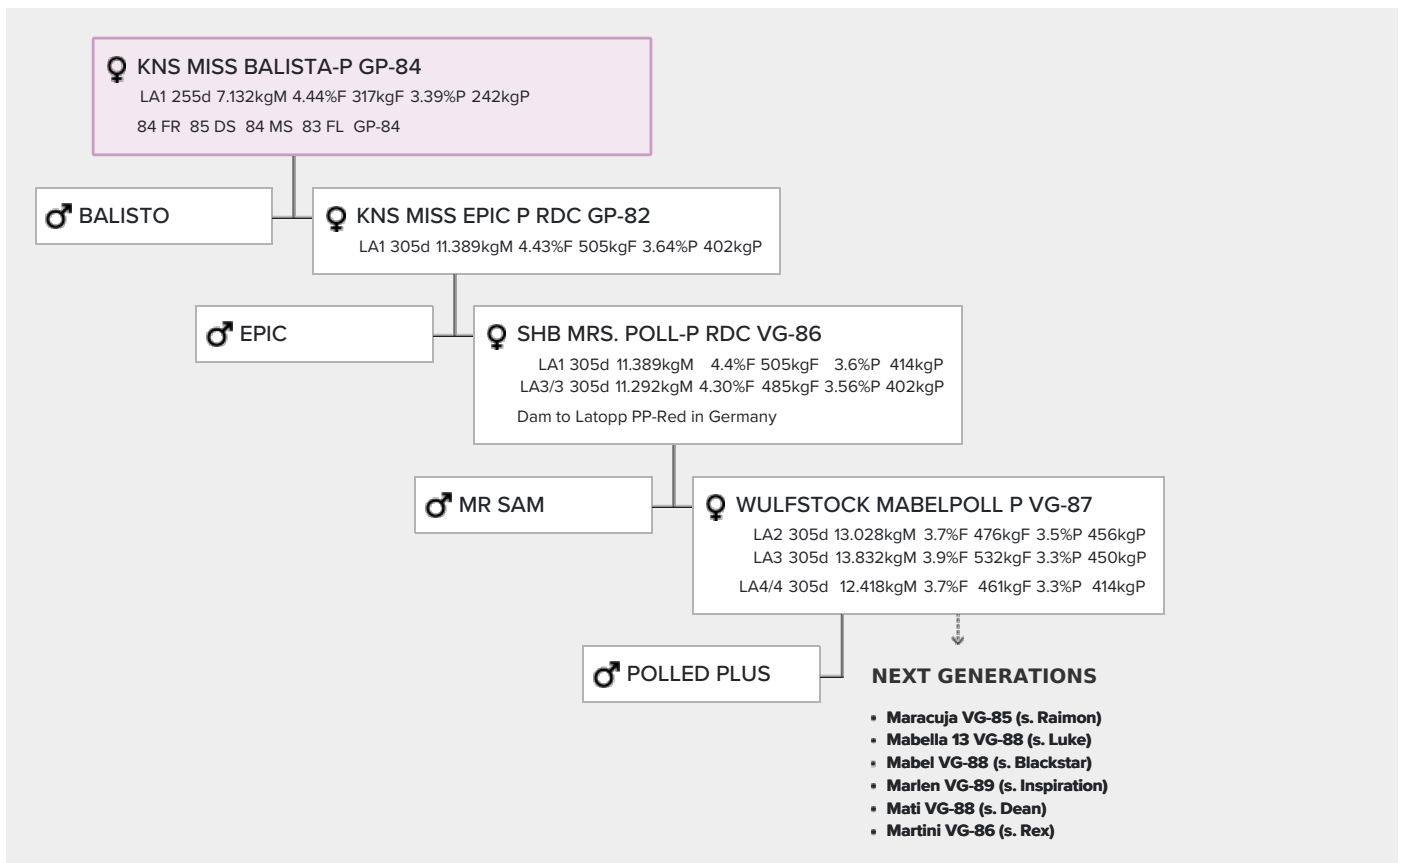 KNS MISS BALISTA-P GP-84
LA1 255d 7.132kgM 4.44%F 317kgF 3.39%P 242kgP
84 FR 85 DS 84 MS 83 FL GP-84
BALISTO
KNS MISS EPIC P RDC GP-82
LA1 305d 11.389kgM 4.43%F 505kgF 3.64%P 402kgP
EPIC
SHB MRS. POLL-P RDC VG-86
LA1 305d 11.389kgM 4.4%F 505kgF 3.6%P 414kgP
LA3/3 305d 11.292kgM 4.30%F 485kgF 3.56%P 402kgP
Dam to Latopp PP-Red in Germany
MR SAM
WULFSTOCK MABELPOLL P VG-87
LA2 305d 13.028kgM 3.7%F 476kgF 3.5%P 456kgP
LA3 305d 13.832kgM 3.9%F 532kgF 3.3%P 450kgP
LA4/4 305d 12.418kgM 3.7%F 461kgF 3.3%P 414kgP
POLLED PLUS
NEXT GENERATIONS
• Maracuja VG-85 (s. Raimon)
• Mabella 13 VG-88 (s. Luke)
• Mabel VG-88 (s. Blackstar)
• Marlen VG-89 (s. Inspiration)
• Mati VG-88 (s. Dean)
• Martini VG-86 (s. Rex)